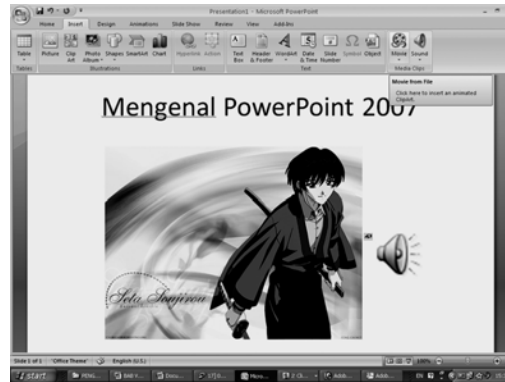 Presentation1 - Microsoft PowerPoint
Home Insert Design Animations Slide Show Review View Add-Ins
Table Picture Clip Art Photo Album Shapes SmartArt Chart Hyperlink Action Text Box Header & Footer WordArt Date & Time Slide Number Symbol Object Movie Sound
Tables Illustrations Links Text Media Clips
Movie from File
Click here to insert an animated ClipArt.
Mengenal PowerPoint 2007
Seta Soujirou
Slide 1 of 1 "Office Theme" English (U.S.) 100%
start EN